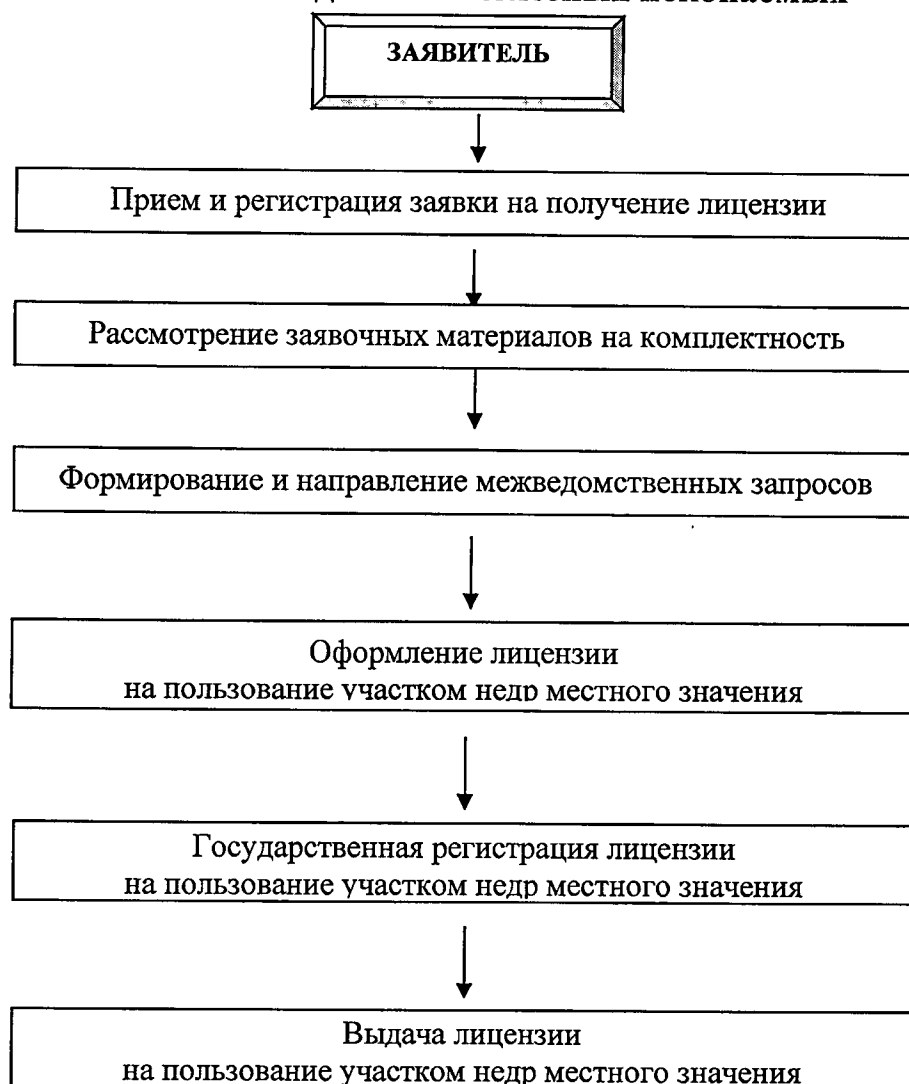 ЗАЯВИТЕЛЬ
Прием и регистрация заявки на получение лицензии
Рассмотрение заявочных материалов на комплектность
Формирование и направление межведомственных запросов
Оформление лицензии
на пользование участком недр местного значения
Государственная регистрация лицензии
на пользование участком недр местного значения
Выдача лицензии
на пользование участком недр местного значения